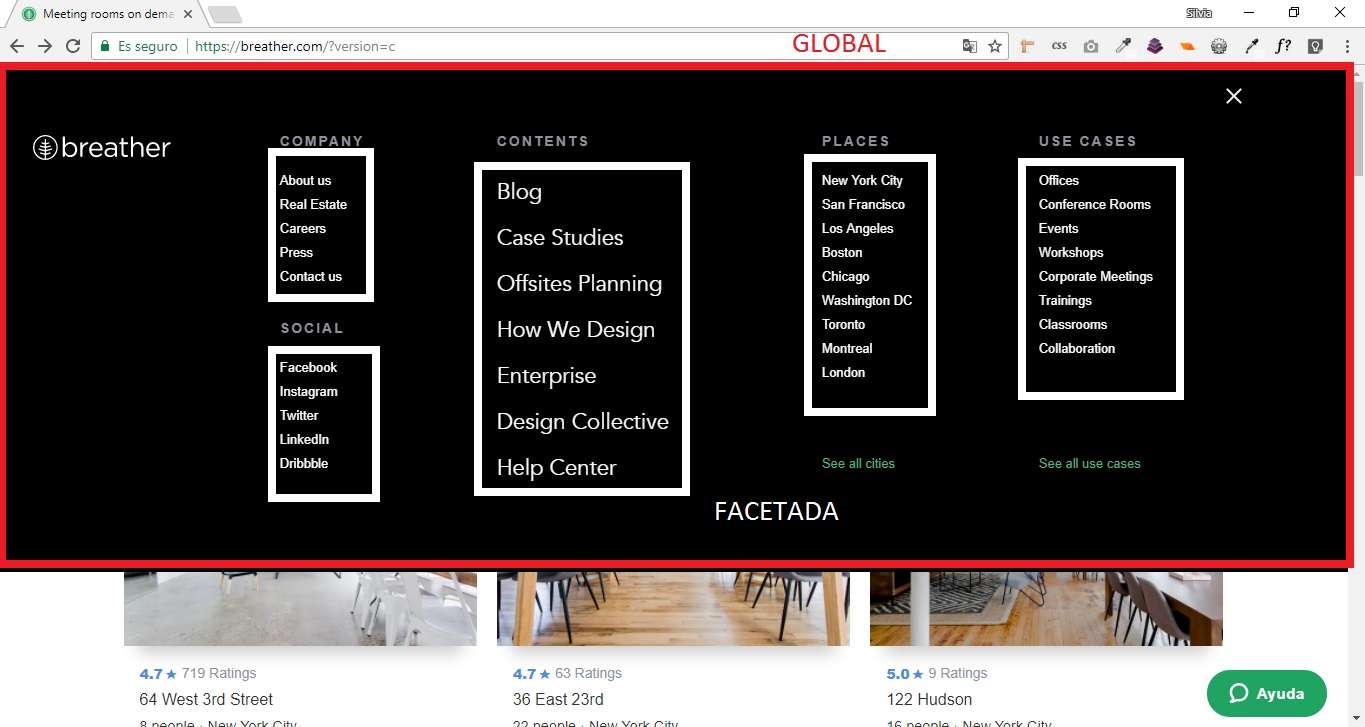 Meeting rooms on dema
Silvia
Es seguro
https://breather.com/?version=c
GLOBAL
css
f?
breather
COMPANY
About us
Real Estate
Careers
Press
Contact us
SOCIAL
Facebook
Instagram
Twitter
LinkedIn
Dribbble
CONTENTS
Blog
Case Studies
Offsites Planning
How We Design
Enterprise
Design Collective
Help Center
PLACES
New York City
San Francisco
Los Angeles
Boston
Chicago
Washington DC
Toronto
Montreal
London
See all cities
USE CASES
Offices
Conference Rooms
Events
Workshops
Corporate Meetings
Trainings
Classrooms
Collaboration
See all use cases
FACETADA
4.7 ★ 719 Ratings
64 West 3rd Street
8 people · New York City
4.7 ★ 63 Ratings
36 East 23rd
22 people · New York City
5.0 ★ 9 Ratings
122 Hudson
16 people · New York City
Ayuda